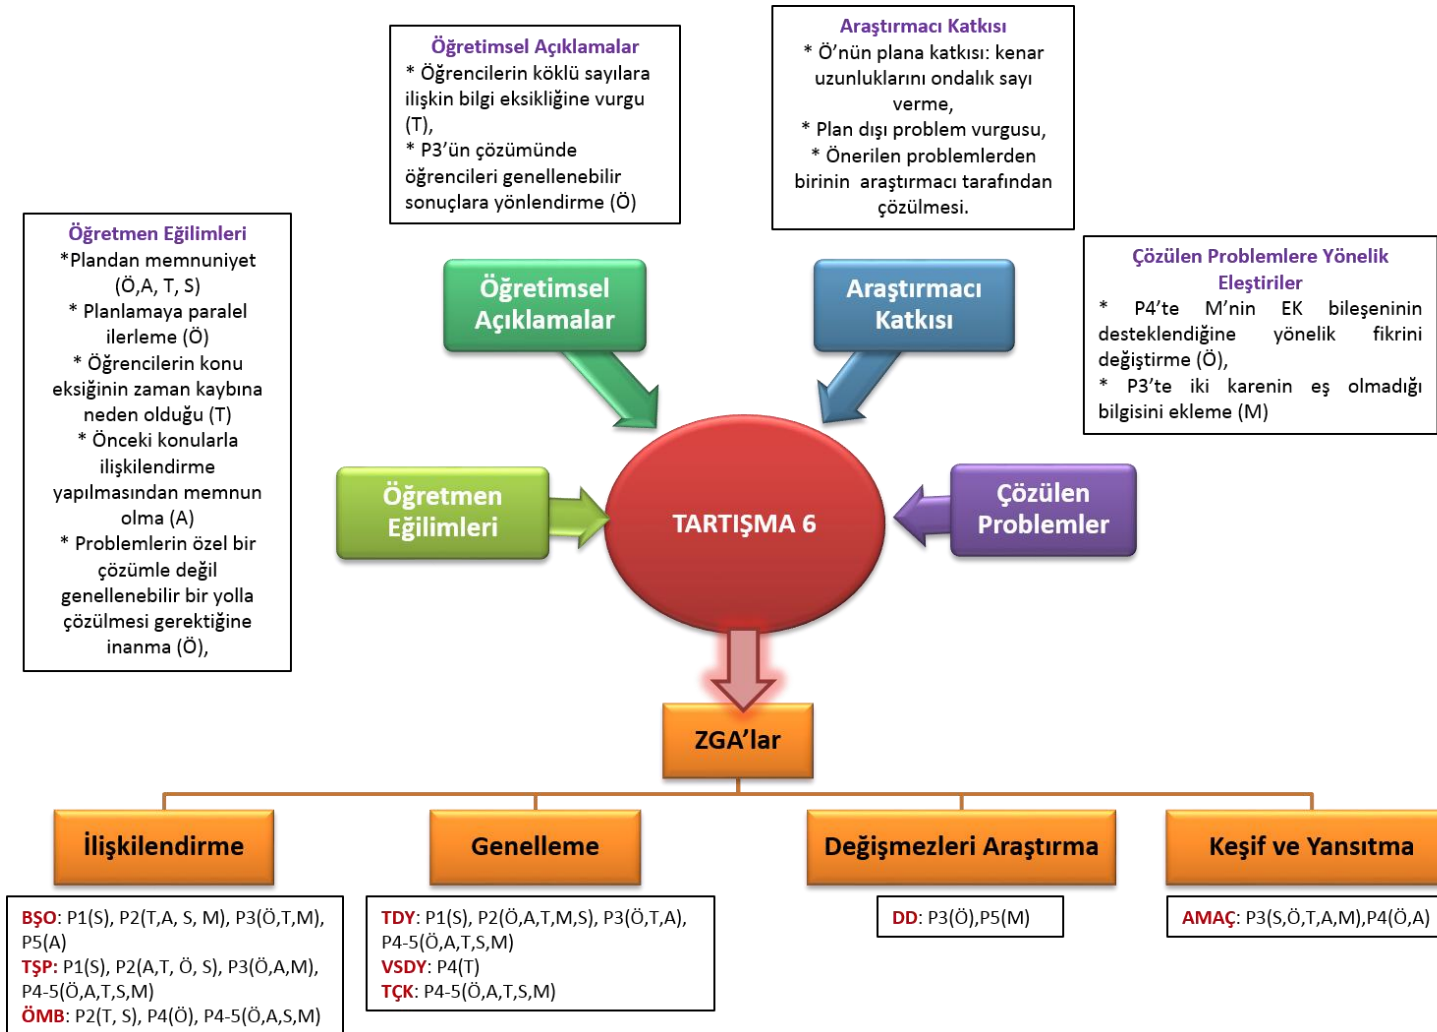 Öğretimsel Açıklamalar
* Öğrencilerin köklü sayılara
ilişkin bilgi eksikliğine vurgu
(T),
* P3’ün çözümünde
öğrencileri genellenebilir
sonuçlara yönlendirme (Ö)
Araştırmacı Katkısı
* Ö’nün plana katkısı: kenar
uzunluklarını ondalık sayı
verme,
* Plan dışı problem vurgusu,
* Önerilen problemlerden
birinin araştırmacı tarafından
çözülmesi.
Öğretmen Eğilimleri
*Plandan memnuniyet
(Ö,A, T, S)
* Planlamaya paralel
ilerleme (Ö)
* Öğrencilerin konu
eksiğinin zaman kaybına
neden olduğu (T)
* Önceki konularla
ilişkilendirme
yapılmasından memnun
olma (A)
* Problemlerin özel bir
çözümle değil
genellenebilir bir yolla
çözülmesi gerektiğine
inanma (Ö),
Çözülen Problemlere Yönelik
Eleştiriler
* P4’te M’nin EK bileşeninin
desteklendiğine yönelik fikrini
değiştirme (Ö),
* P3’te iki karenin eş olmadığı
bilgisini ekleme (M)
Öğretimsel
Açıklamalar
Araştırmacı
Katkısı
Öğretmen
Eğilimleri
TARTIŞMA 6
Çözülen
Problemler
ZGA’lar
İlişkilendirme
Genelleme
Değişmezleri Araştırma
Keşif ve Yansıtma
BŞO: P1(S), P2(T,A, S, M), P3(Ö,T,M),
P5(A)
TŞP: P1(S), P2(A,T, Ö, S), P3(Ö,A,M),
P4-5(Ö,A,T,S,M)
ÖMB: P2(T, S), P4(Ö), P4-5(Ö,A,S,M)
TDY: P1(S), P2(Ö,A,T,M,S), P3(Ö,T,A),
P4-5(Ö,A,T,S,M)
VSDY: P4(T)
TÇK: P4-5(Ö,A,T,S,M)
DD: P3(Ö),P5(M)
AMAÇ: P3(S,Ö,T,A,M),P4(Ö,A)